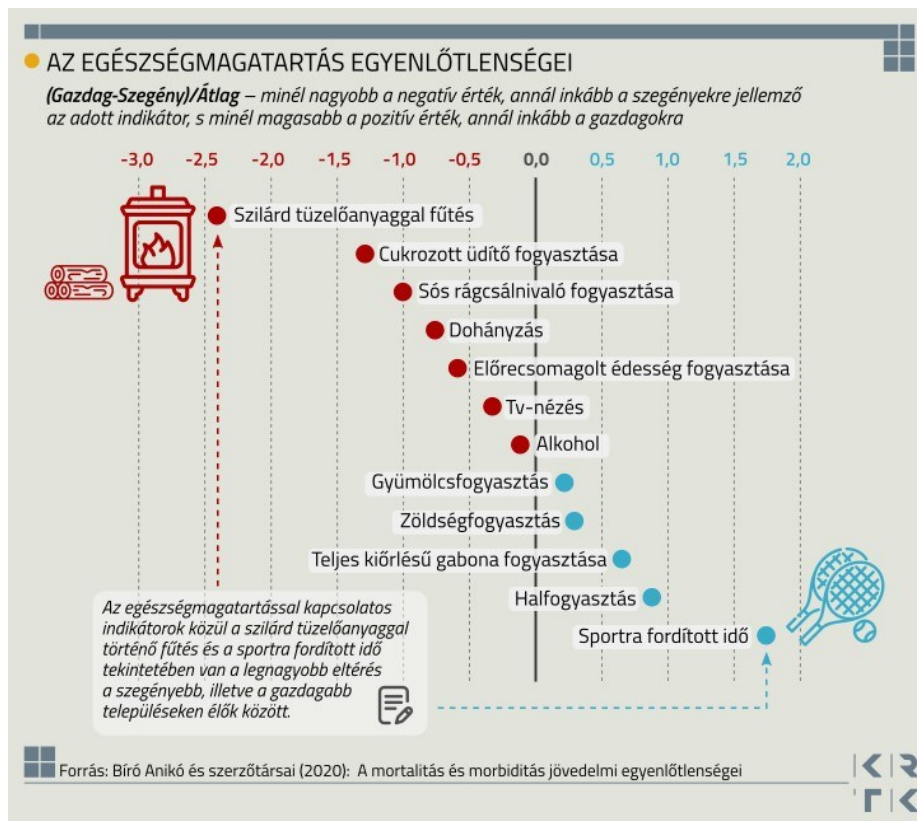 AZ EGÉSZSÉGMAGATARTÁS EGYENLŐTLENSÉGEI
(Gazdag-Szegény)/Átlag – minél nagyobb a negatív érték, annál inkább a szegényekre jellemző
az adott indikátor, s minél magasabb a pozitív érték, annál inkább a gazdagokra
-3,0 -2,5 -2,0 -1,5 -1,0 -0,5 0,0 0,5 1,0 1,5 2,0
Szilárd tüzelőanyaggal fűtés
Cukrozott üdítő fogyasztása
Sós rágcsálnivaló fogyasztása
Dohányzás
Előrecsomagolt édesség fogyasztása
Tv-nézés
Alkohol
Gyümölcsfogyasztás
Zöldségfogyasztás
Teljes kiőrlésű gabona fogyasztása
Halfogyasztás
Sportra fordított idő
Az egészségmagatartással kapcsolatos
indikátorok közül a szilárd tüzelőanyaggal
történő fűtés és a sportra fordított idő
tekintetében van a legnagyobb eltérés
a szegényebb, illetve a gazdagabb
településeken élők között.
Forrás: Bíró Anikó és szerzőtársai (2020): A mortalitás és morbiditás jövedelmi egyenlőtlenségei
KR
TK